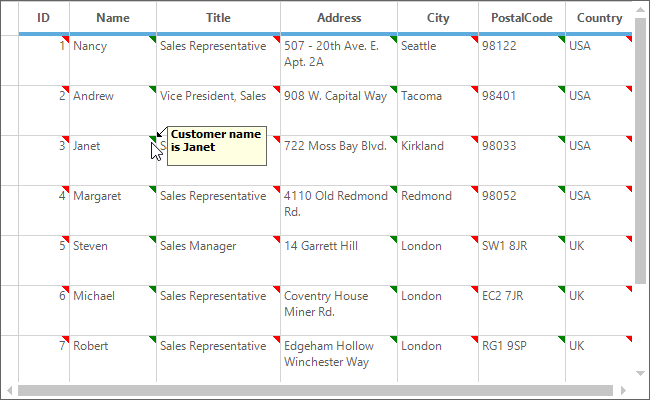 ID Name Title Address City PostalCode Country
1 Nancy Sales Representative 507 - 20th Ave. E. Seattle 98122 USA
Apt. 2A
2 Andrew Vice President, Sales 908 W. Capital Way Tacoma 98401 USA
Customer name
is Janet
3 Janet S 722 Moss Bay Blvd. Kirkland 98033 USA
4 Margaret Sales Representative 4110 Old Redmond Redmond 98052 USA
Rd.
5 Steven Sales Manager 14 Garrett Hill London SW1 8JR UK
6 Michael Sales Representative Coventry House London EC2 7JR UK
Miner Rd.
7 Robert Sales Representative Edgeham Hollow London RG1 9SP UK
Winchester Way